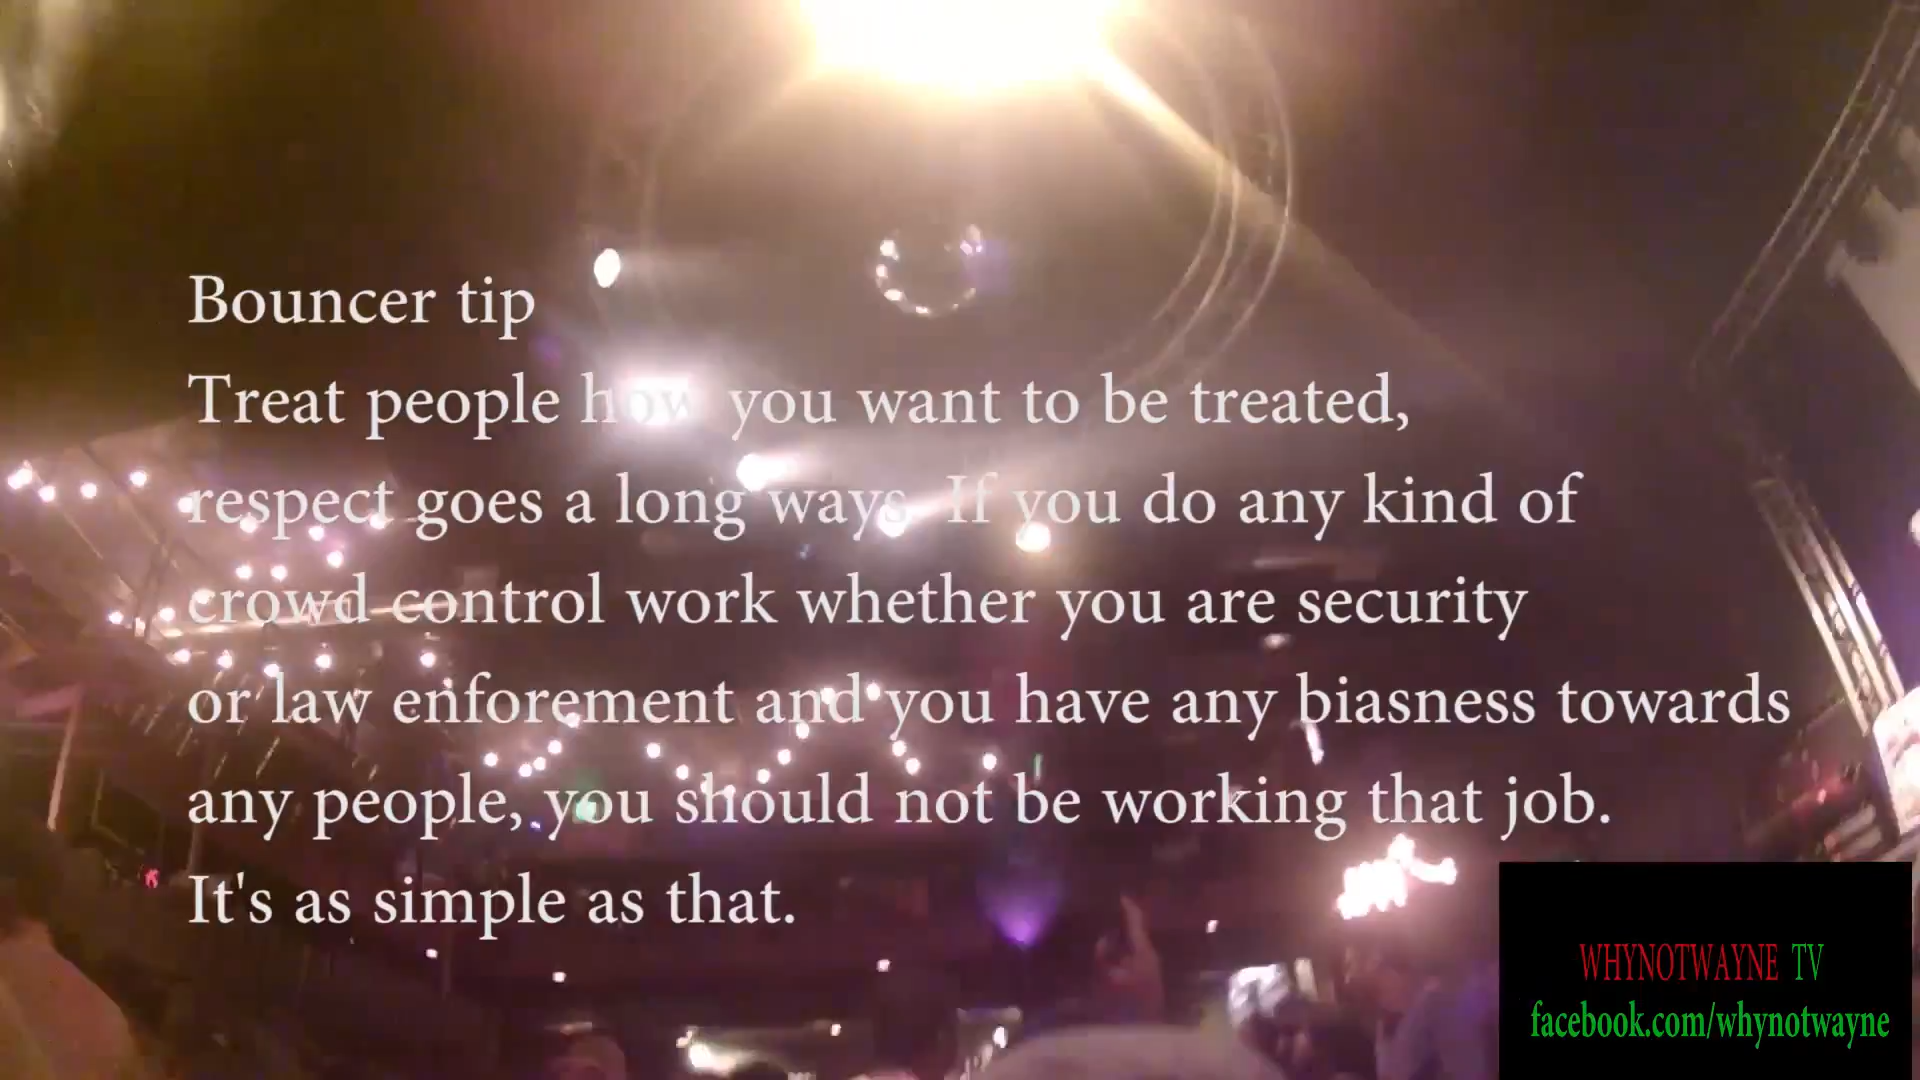 Bouncer tip
Treat people how you want to be treated,
respect goes a long ways. If you do any kind of
crowd control work whether you are security
or law enforement and you have any biasness towards
any people, you should not be working that job.
It's as simple as that.
WHYNOTWAYNE TV
facebook.com/whynotwayne